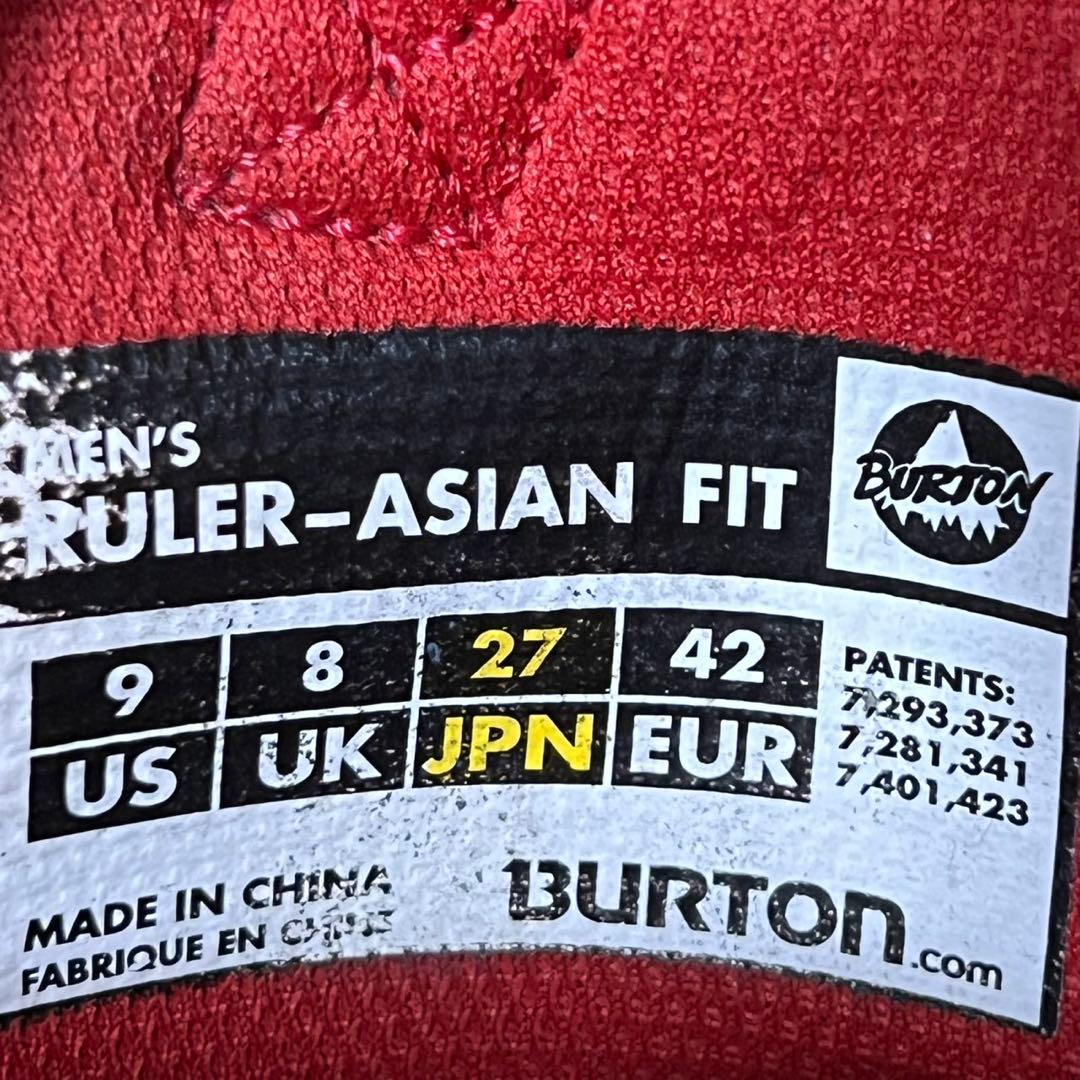 MEN'S
RULER-ASIAN FIT
BURTON
9 8 27 42
US UK JPN EUR
PATENTS:
7,293,373
7,281,341
7,401,423
MADE IN CHINA
FABRIQUE EN CHINE
BURTON.com